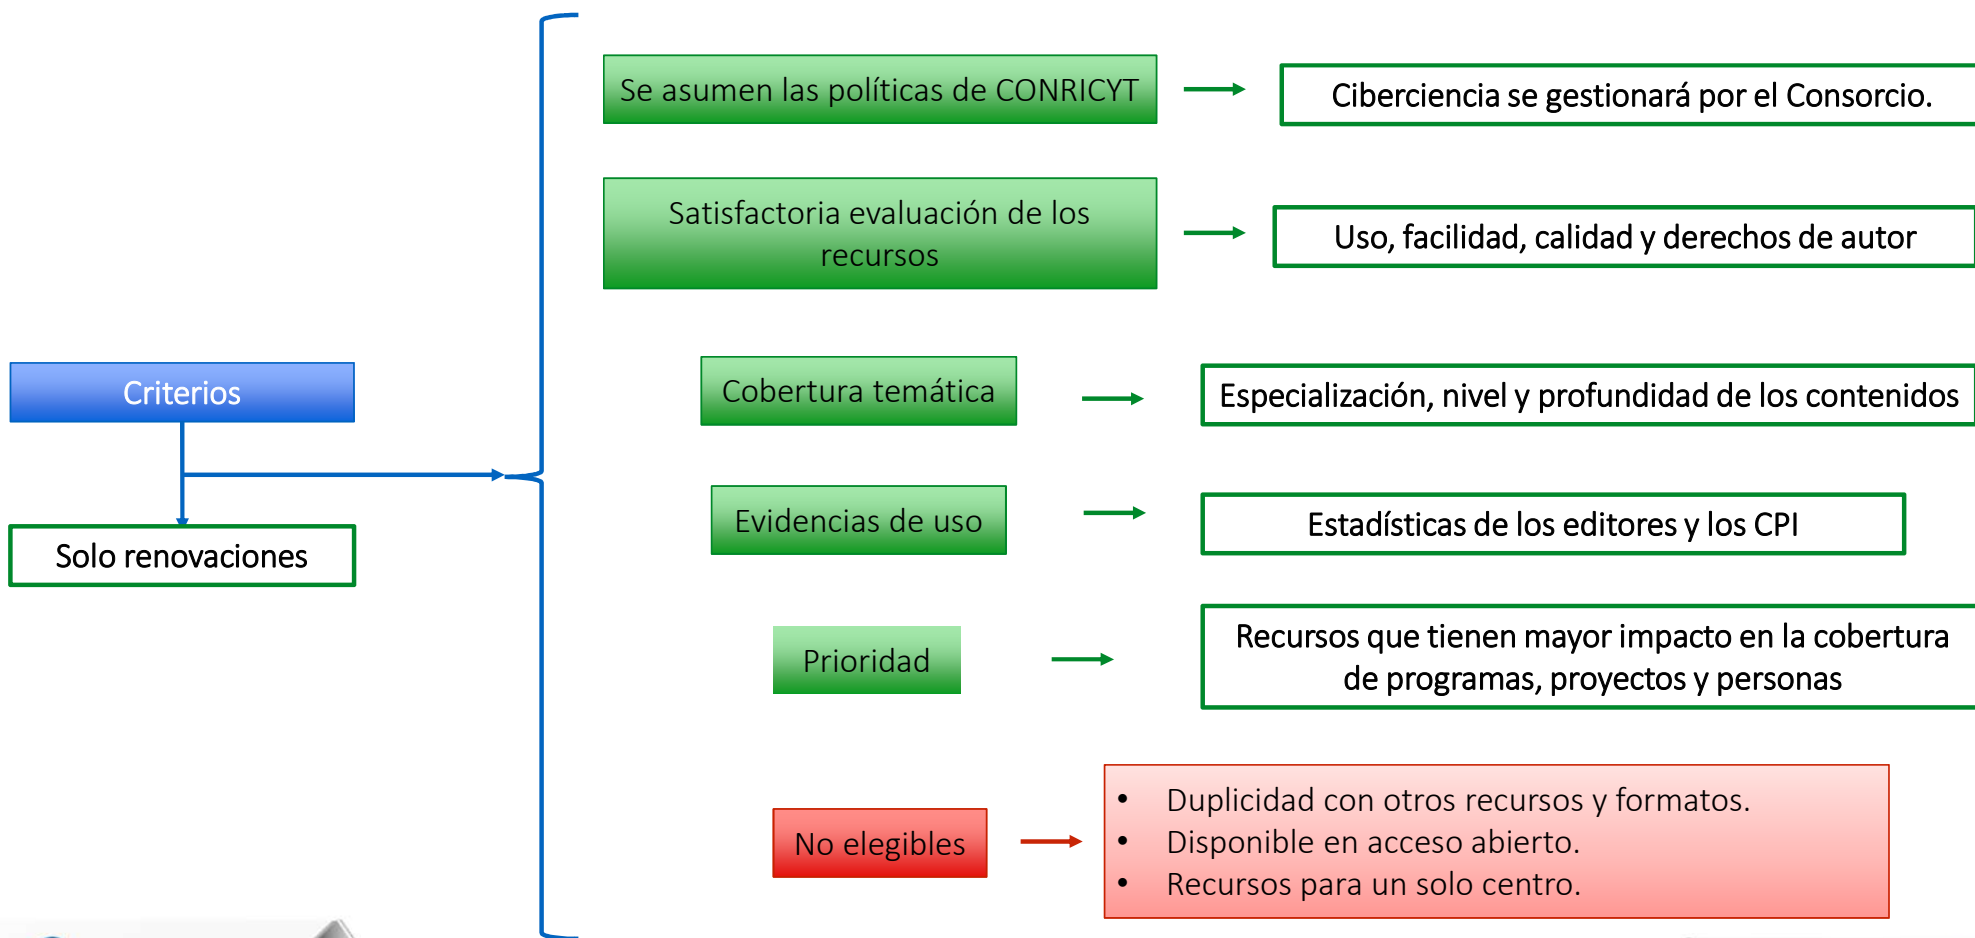 Criterios
Solo renovaciones
Se asumen las políticas de CONRICYT
Ciberciencia se gestionará por el Consorcio.
Satisfactoria evaluación de los
recursos
Uso, facilidad, calidad y derechos de autor
Cobertura temática
Especialización, nivel y profundidad de los contenidos
Evidencias de uso
Estadísticas de los editores y los CPI
Prioridad
Recursos que tienen mayor impacto en la cobertura
de programas, proyectos y personas
No elegibles
• Duplicidad con otros recursos y formatos.
• Disponible en acceso abierto.
• Recursos para un solo centro.